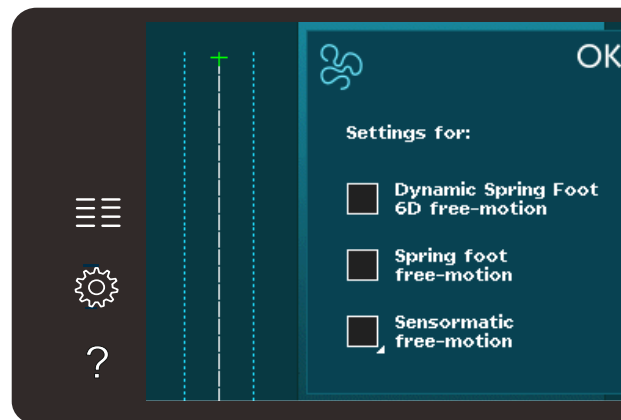 OK
Settings for:
Dynamic Spring Foot
6D free-motion
Spring foot
free-motion
Sensormatic
free-motion
?